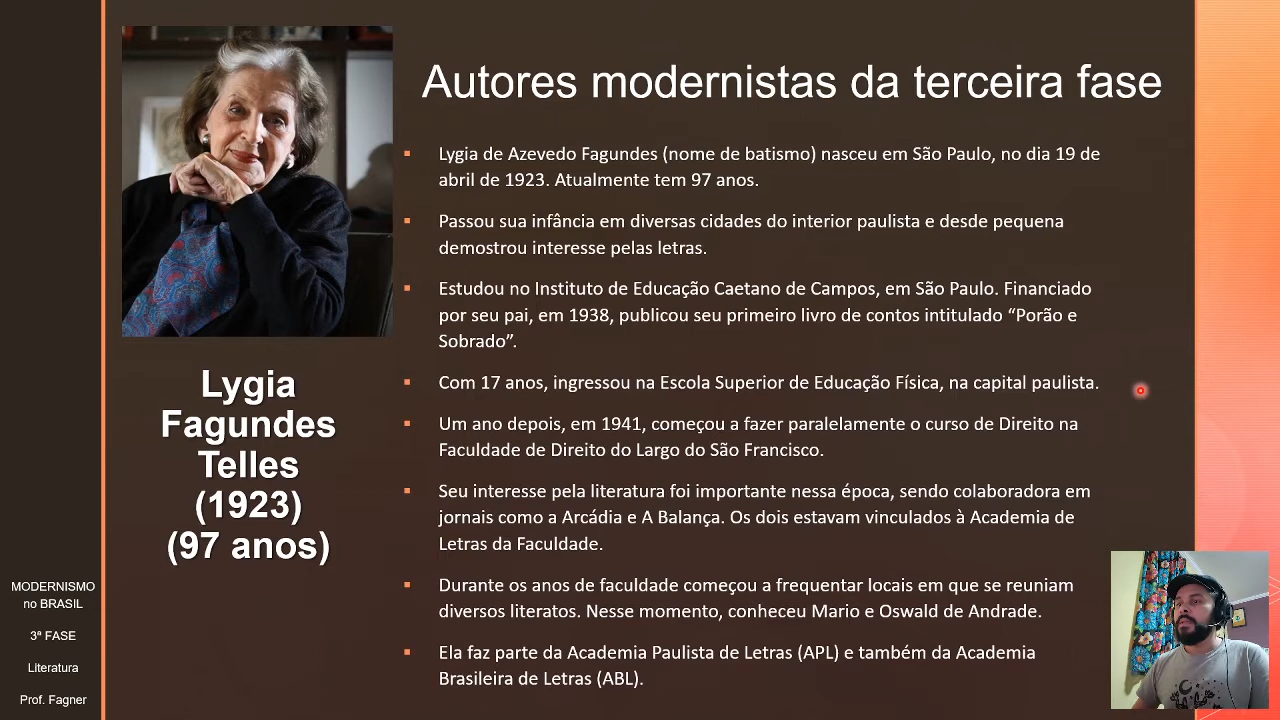 Autores modernistas da terceira fase
Lygia de Azevedo Fagundes (nome de batismo) nasceu em São Paulo, no dia 19 de
abril de 1923. Atualmente tem 97 anos.
Passou sua infância em diversas cidades do interior paulista e desde pequena
demostrou interesse pelas letras.
Estudou no Instituto de Educação Caetano de Campos, em São Paulo. Financiado
por seu pai, em 1938, publicou seu primeiro livro de contos intitulado “Porão e
Sobrado”.
Com 17 anos, ingressou na Escola Superior de Educação Física, na capital paulista.
Um ano depois, em 1941, começou a fazer paralelamente o curso de Direito na
Faculdade de Direito do Largo do São Francisco.
Seu interesse pela literatura foi importante nessa época, sendo colaboradora em
jornais como a Arcádia e A Balança. Os dois estavam vinculados à Academia de
Letras da Faculdade.
Durante os anos de faculdade começou a frequentar locais em que se reuniam
diversos literatos. Nesse momento, conheceu Mario e Oswald de Andrade.
Ela faz parte da Academia Paulista de Letras (APL) e também da Academia
Brasileira de Letras (ABL).
Lygia
Fagundes
Telles
(1923)
(97 anos)
MODERNISMO
no BRASIL
3ª FASE
Literatura
Prof. Fagner